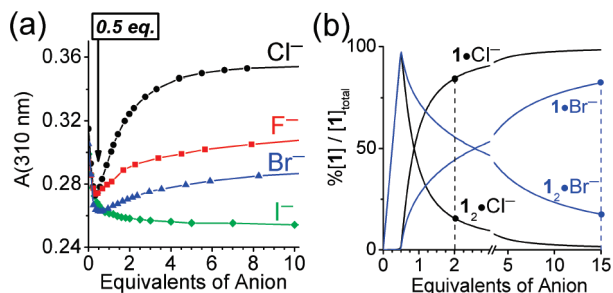 (a)
0.5 eq.
A(310 nm)
0.36
0.32
0.28
0.24
Cl⁻
F⁻
Br⁻
I⁻
0 2 4 6 8 10
Equivalents of Anion
(b)
%[1] / [1]total
100
50
0
1•Cl⁻
1•Br⁻
1₂•Br⁻
1₂•Cl⁻
0 1 2 5 10 15
Equivalents of Anion